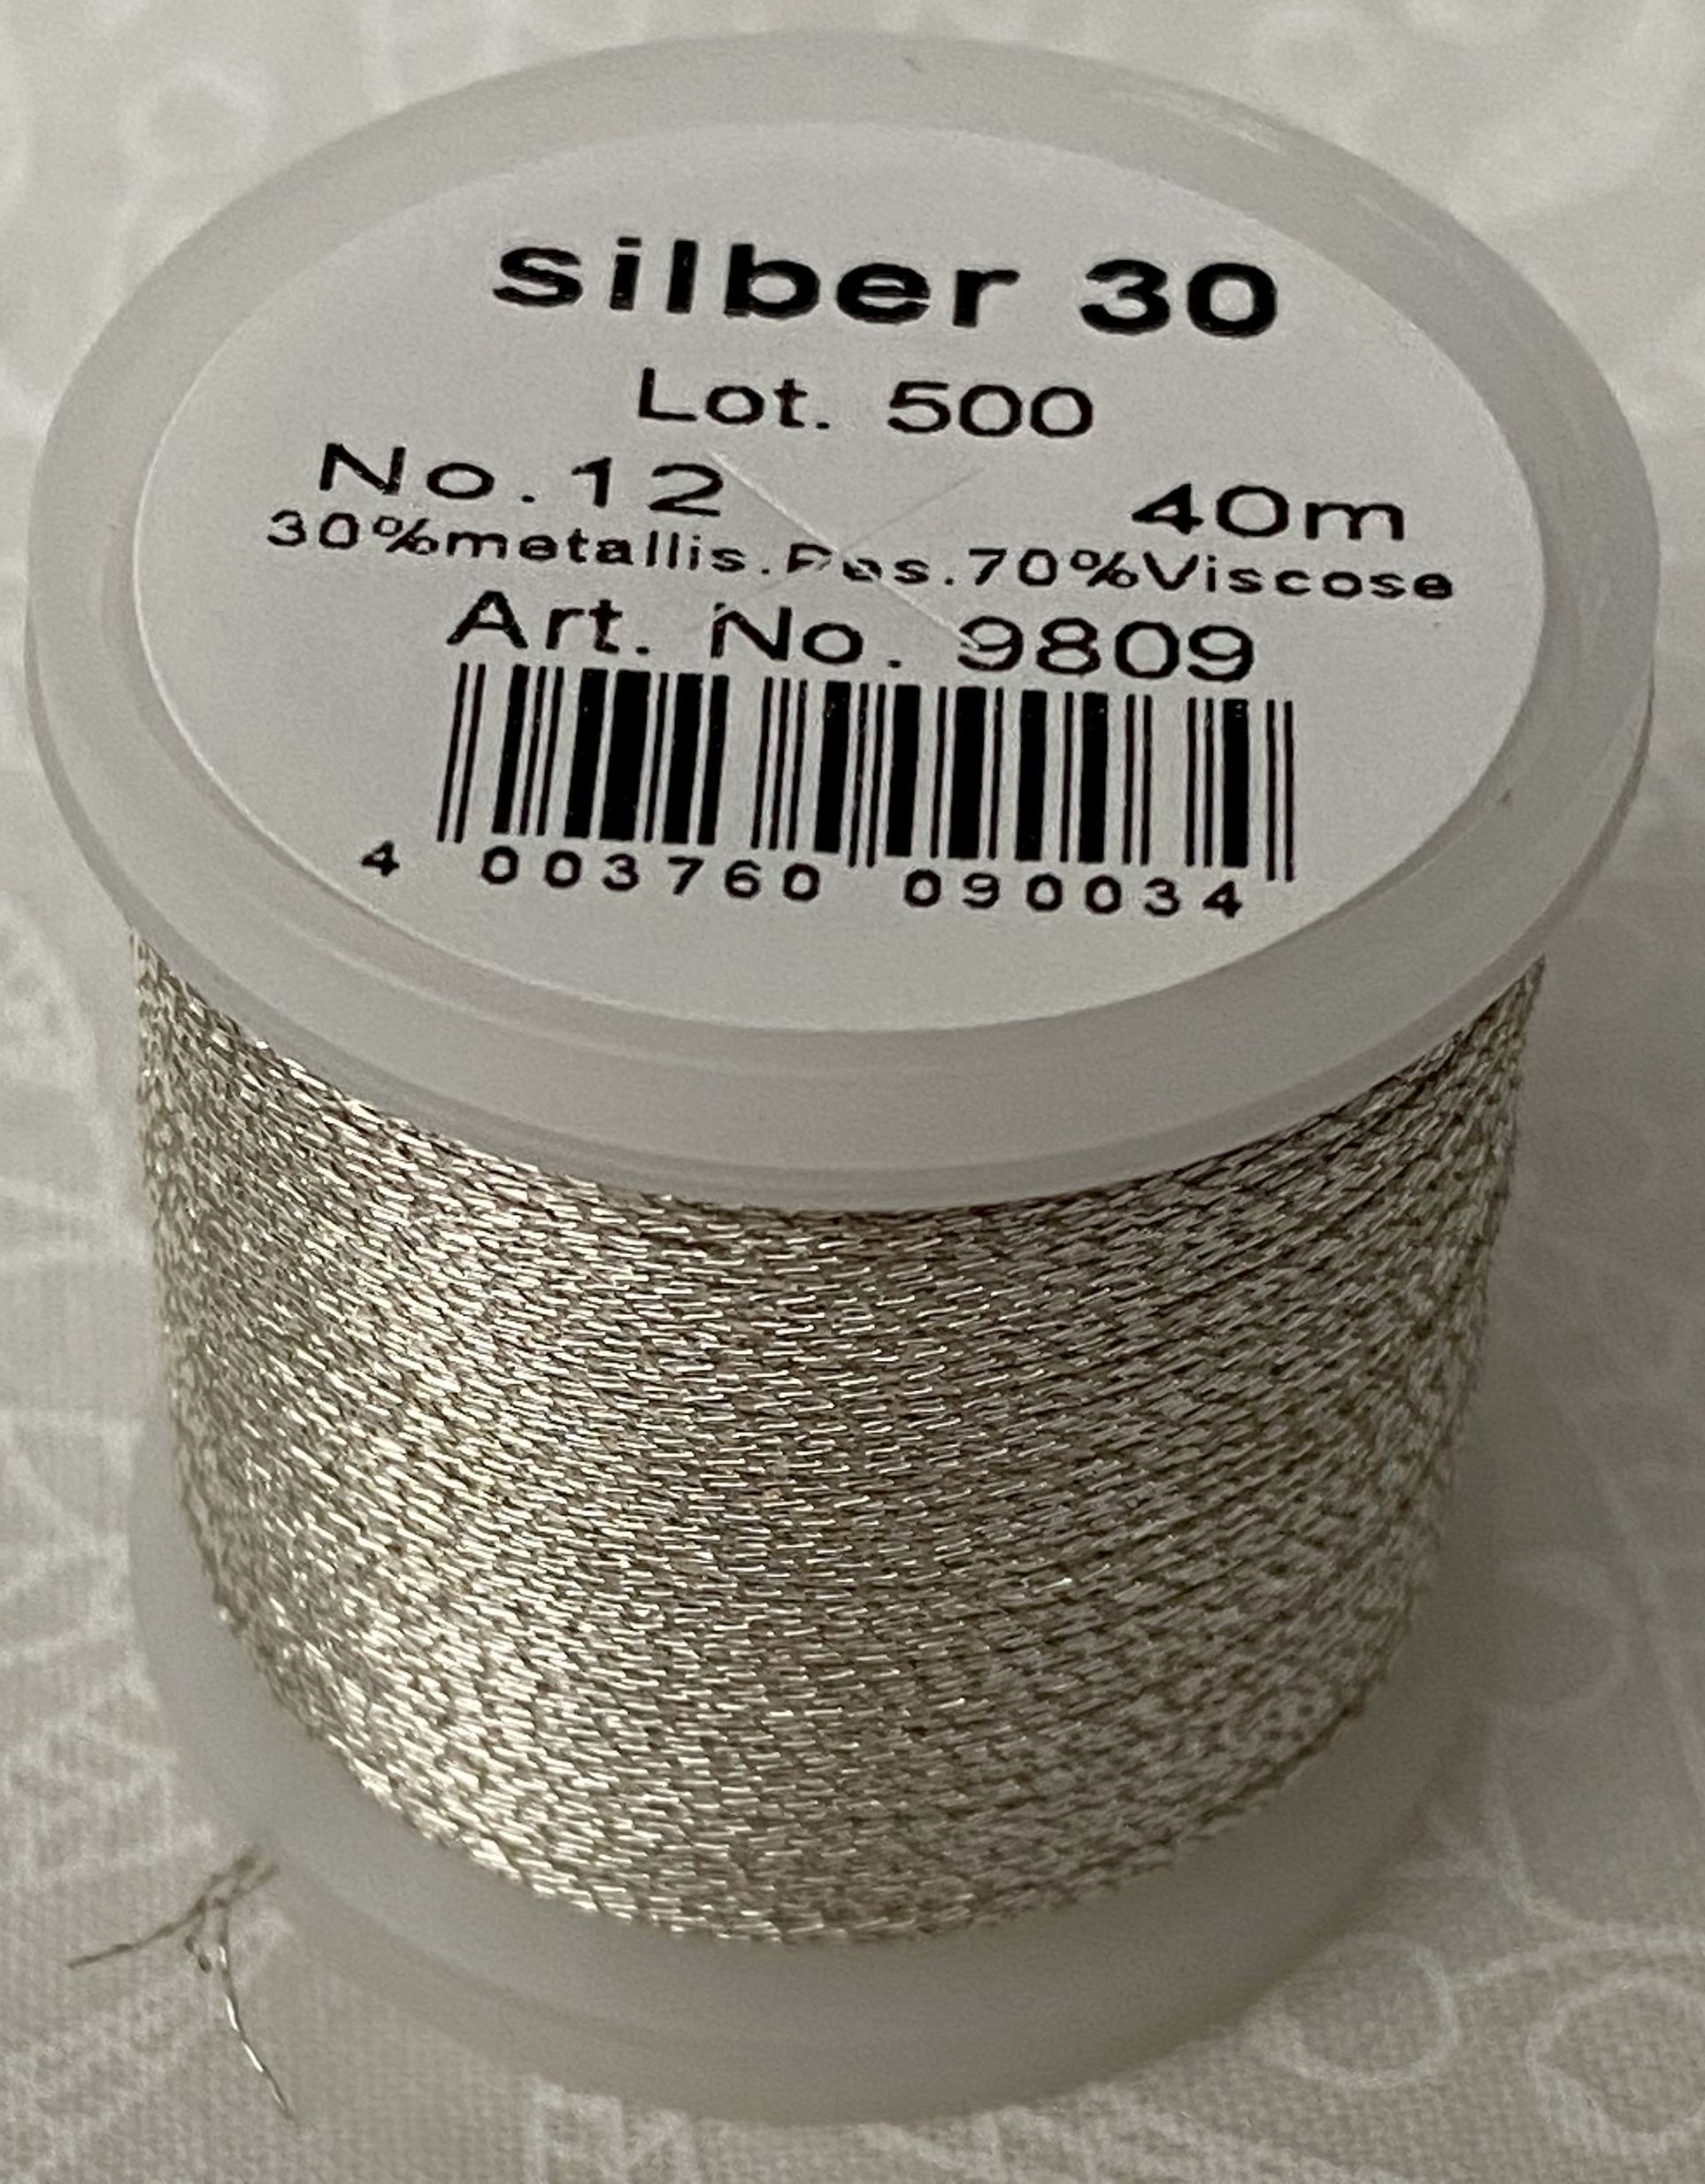 silber 30
Lot. 500
No.12 40m
30%metallis.Pes.70%Viscose
Art. No. 9809
4 003760 090034